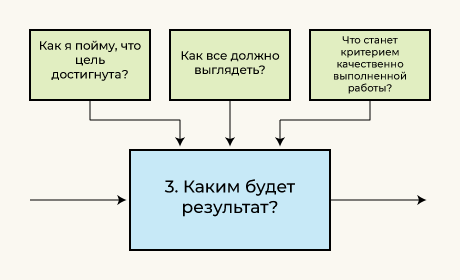 Как я пойму, что
цель
достигнута?
Как все должно
выглядеть?
Что станет
критерием
качественно
выполненной
работы?
3. Каким будет
результат?